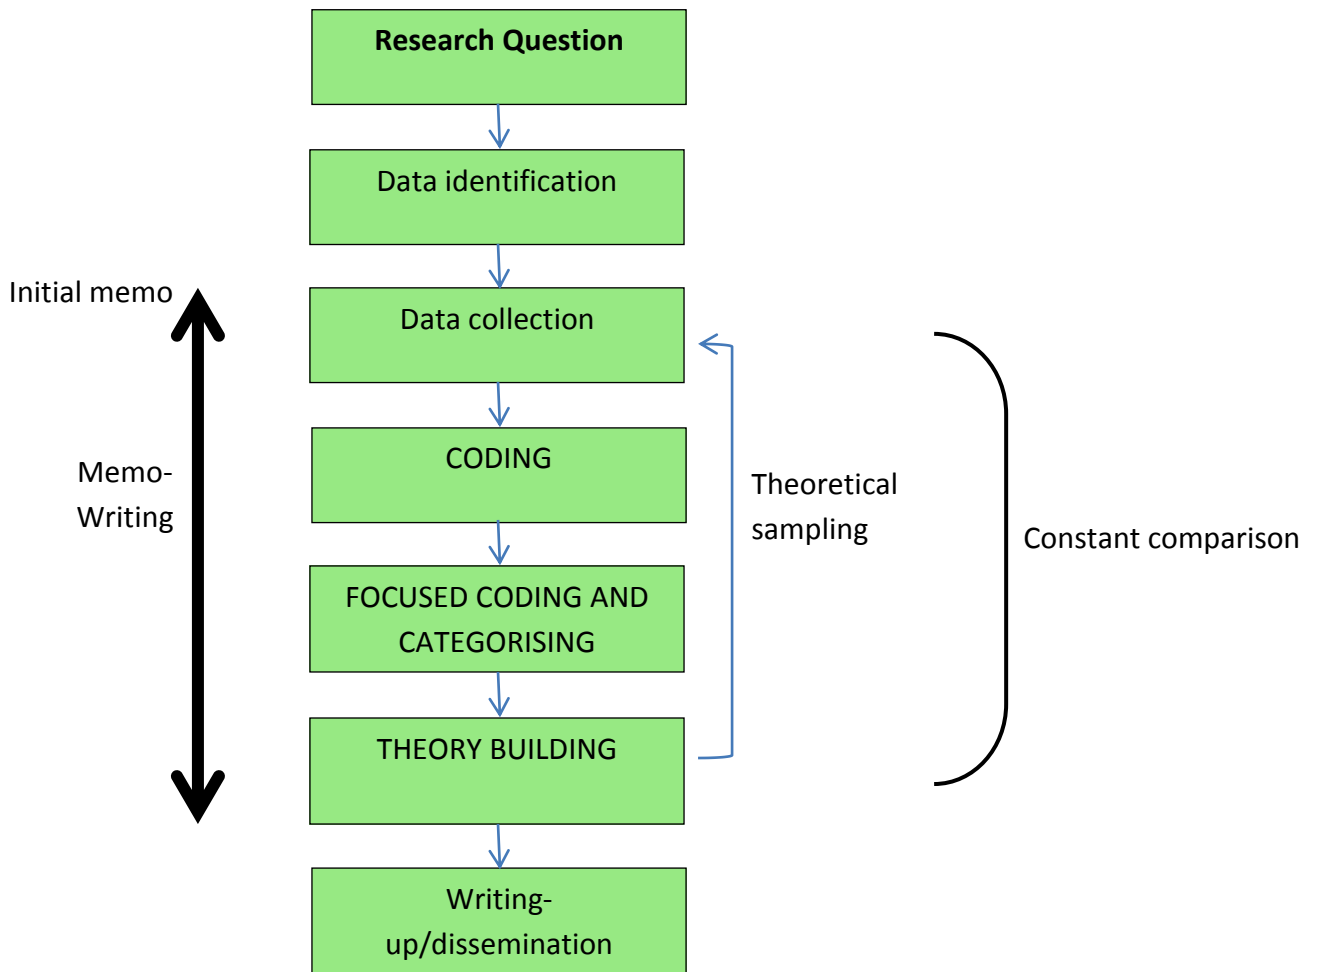 Research Question
Data identification
Initial memo
Data collection
CODING
Memo-
Writing
Theoretical
sampling
Constant comparison
FOCUSED CODING AND
CATEGORISING
THEORY BUILDING
Writing-
up/dissemination